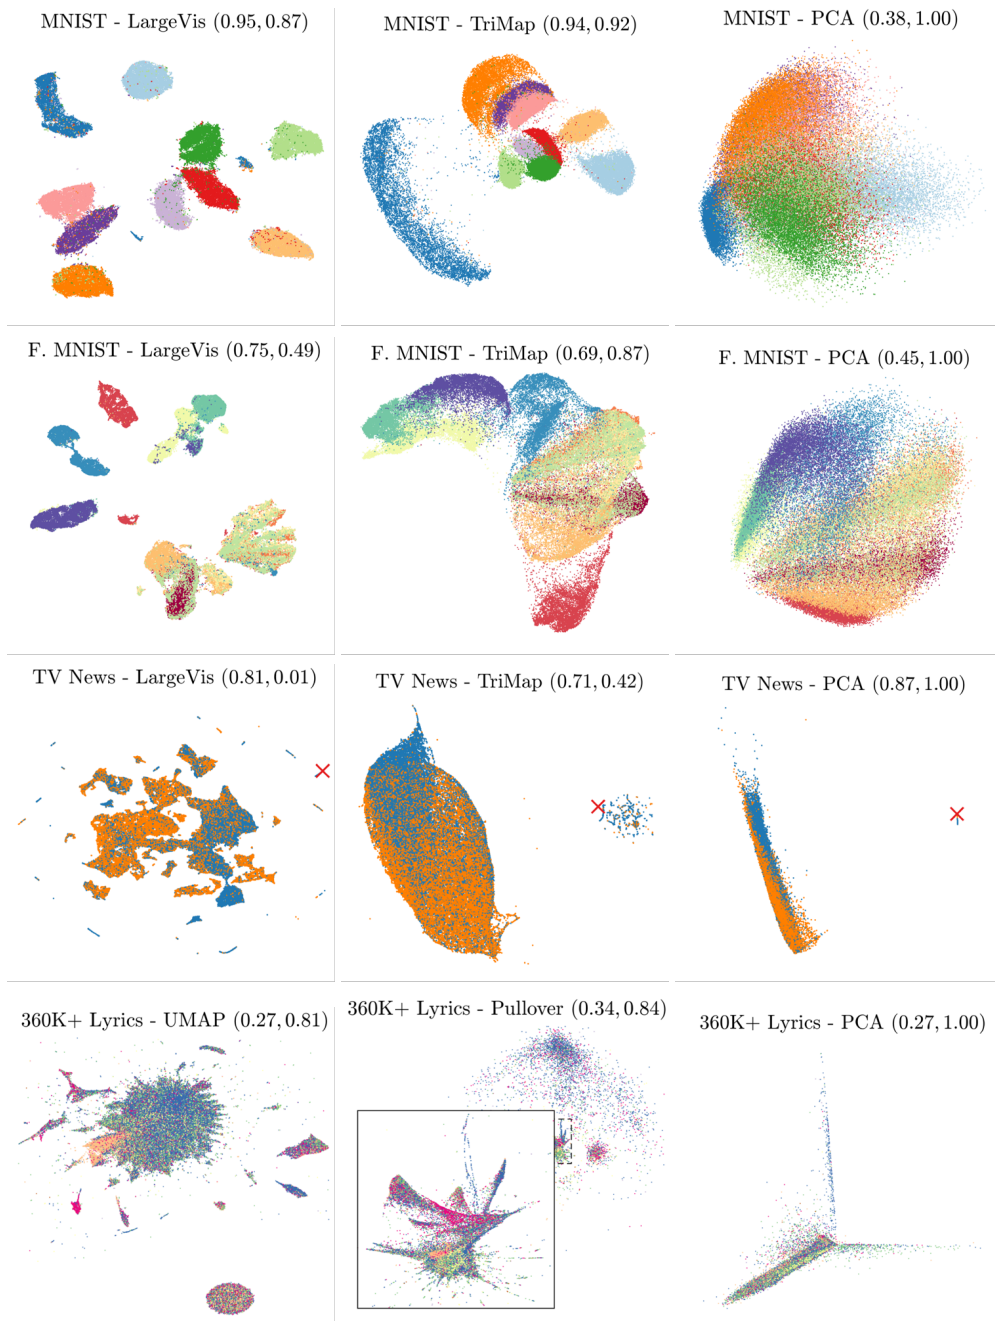 MNIST - LargeVis (0.95, 0.87)
MNIST - TriMap (0.94, 0.92)
MNIST - PCA (0.38, 1.00)
F. MNIST - LargeVis (0.75, 0.49)
F. MNIST - TriMap (0.69, 0.87)
F. MNIST - PCA (0.45, 1.00)
TV News - LargeVis (0.81, 0.01)
TV News - TriMap (0.71, 0.42)
TV News - PCA (0.87, 1.00)
360K+ Lyrics - UMAP (0.27, 0.81)
360K+ Lyrics - Pullover (0.34, 0.84)
360K+ Lyrics - PCA (0.27, 1.00)